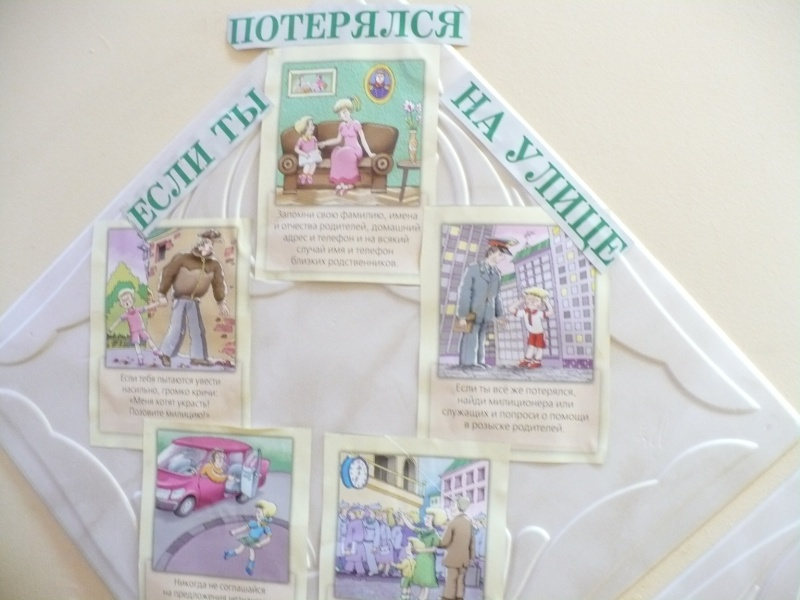 ПОТЕРЯЛСЯ
ЕСЛИ ТЫ
НА УЛИЦЕ
Запомни свою фамилию, имена
и отчества родителей, домашний
адрес и телефон и на всякий
случай имя и телефон
близких родственников.
Если тебя пытаются увести
насильно, громко кричи:
«Меня хотят украсть!
Позовите милицию!»
Если ты всё же потерялся,
найди милиционера или
служащих и попроси о помощи
в розыске родителей.
Никогда не соглашайся
на предложения